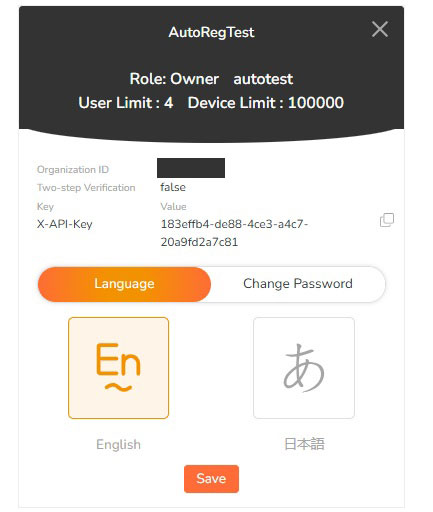 AutoRegTest
Role: Owner autotest
User Limit : 4 Device Limit : 100000
Organization ID
Two-step Verification false
Key Value
X-API-Key 183effb4-de88-4ce3-a4c7-
20a9fd2a7c81
Language Change Password
En あ
English 日本語
Save